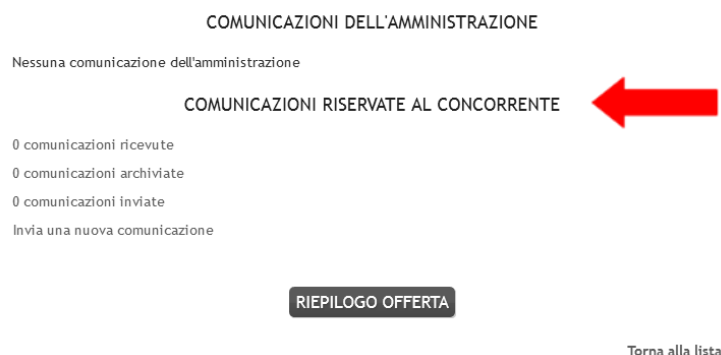 COMUNICAZIONI DELL'AMMINISTRAZIONE
Nessuna comunicazione dell'amministrazione
COMUNICAZIONI RISERVATE AL CONCORRENTE
0 comunicazioni ricevute
0 comunicazioni archiviate
0 comunicazioni inviate
Invia una nuova comunicazione
RIEPILOGO OFFERTA
Torna alla lista